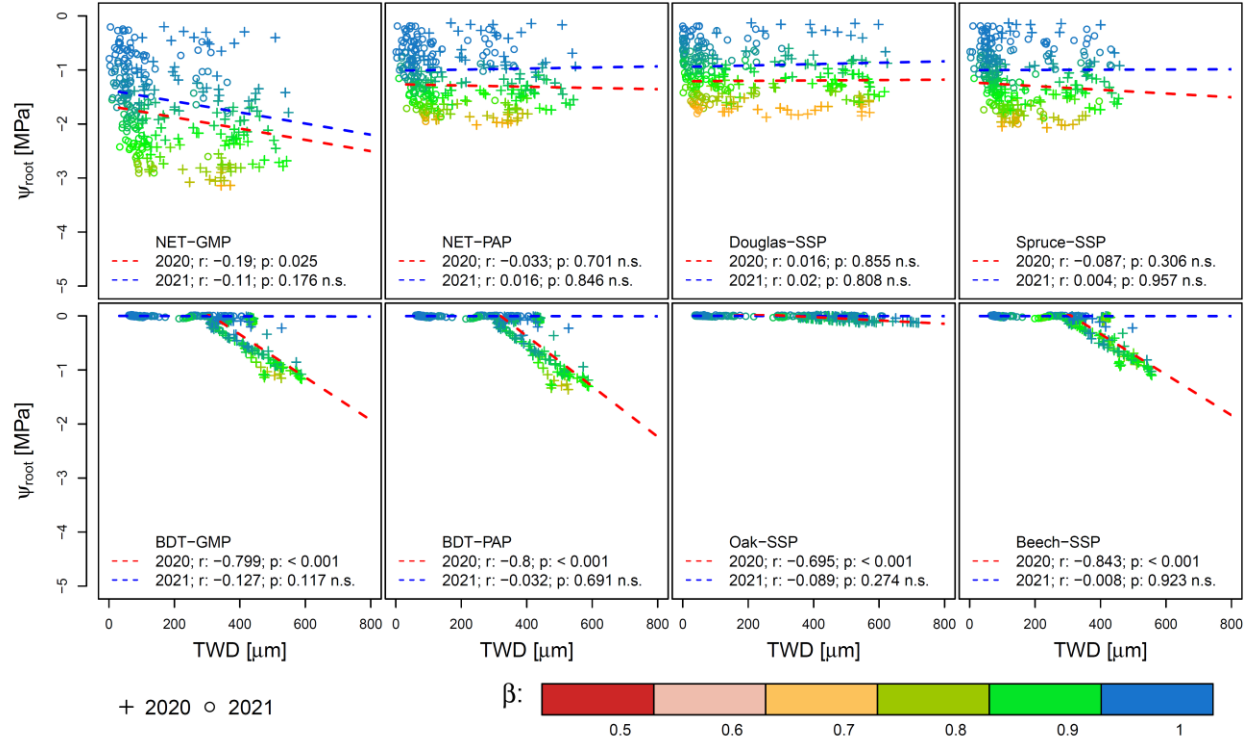 0
-1
-2
-3
-4
-5
ψroot [MPa]
NET−GMP
2020; r: −0.19; p: 0.025
2021; r: −0.11; p: 0.176 n.s.
NET−PAP
2020; r: −0.033; p: 0.701 n.s.
2021; r: 0.016; p: 0.846 n.s.
Douglas−SSP
2020; r: 0.016; p: 0.855 n.s.
2021; r: 0.02; p: 0.808 n.s.
Spruce−SSP
2020; r: −0.087; p: 0.306 n.s.
2021; r: 0.004; p: 0.957 n.s.
0
-1
-2
-3
-4
-5
ψroot [MPa]
BDT−GMP
2020; r: −0.799; p: < 0.001
2021; r: −0.127; p: 0.117 n.s.
BDT−PAP
2020; r: −0.8; p: < 0.001
2021; r: −0.032; p: 0.691 n.s.
Oak−SSP
2020; r: −0.695; p: < 0.001
2021; r: −0.089; p: 0.274 n.s.
Beech−SSP
2020; r: −0.843; p: < 0.001
2021; r: −0.008; p: 0.923 n.s.
0 200 400 600 800
0 200 400 600 800
0 200 400 600 800
0 200 400 600 800
TWD [μm]
TWD [μm]
TWD [μm]
TWD [μm]
+ 2020 ○ 2021
β:
0.5 0.6 0.7 0.8 0.9 1